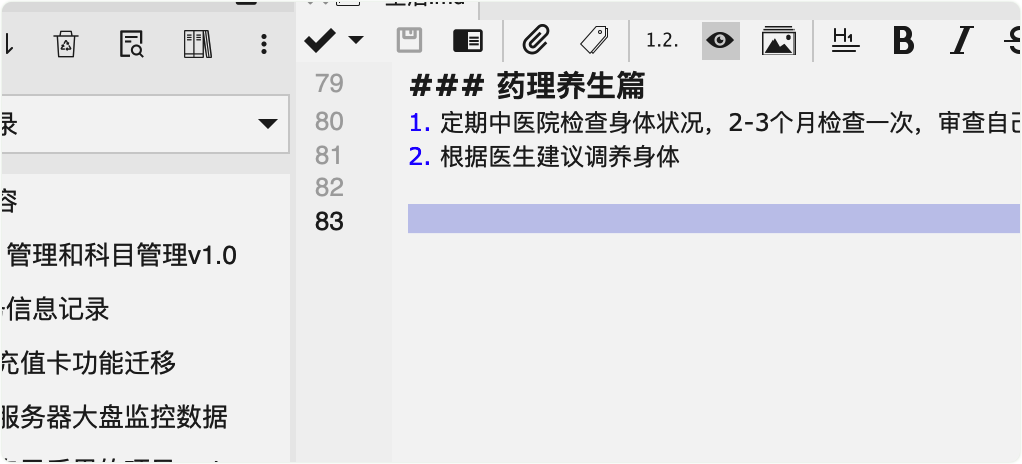 1.2.
H1
B
I
录
79
### 药理养生篇
80
1. 定期中医院检查身体状况，2-3个月检查一次，审查自己
81
2. 根据医生建议调养身体
82
83
容
管理和科目管理v1.0
信息记录
充值卡功能迁移
服务器大盘监控数据